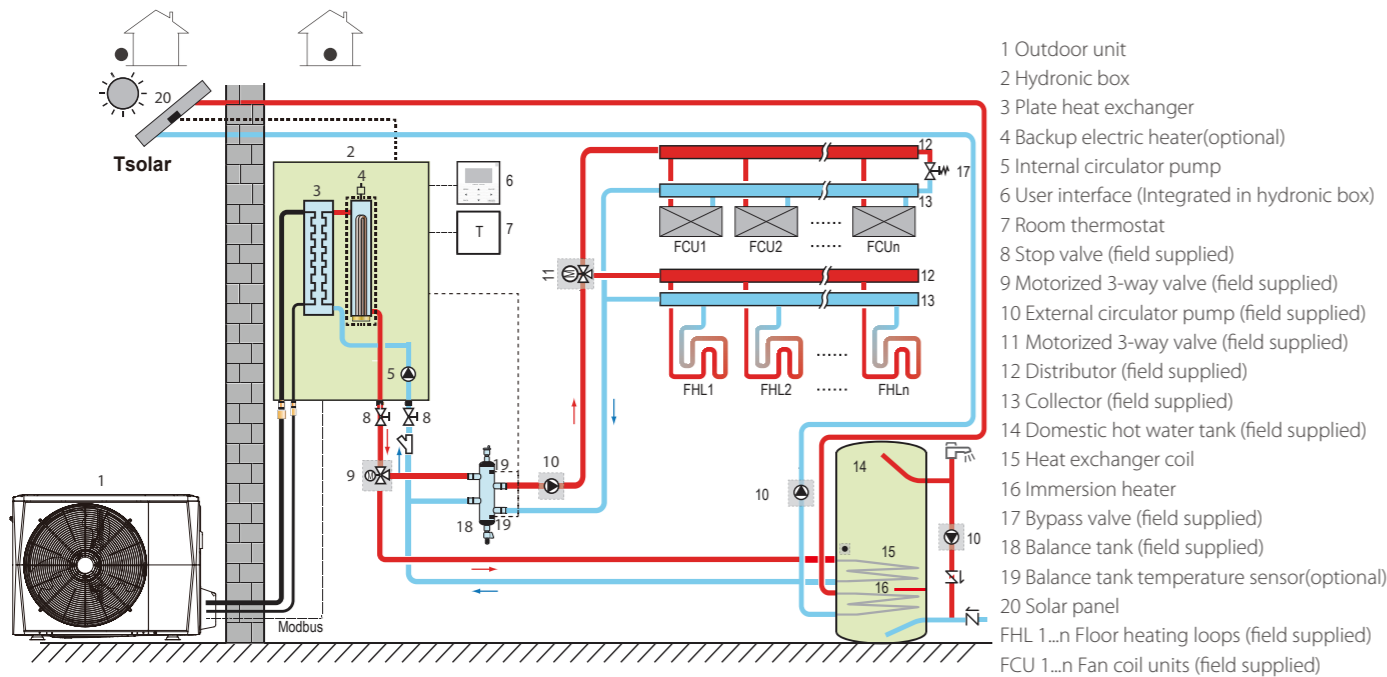 20
Tsolar
2
3
4
6
T
7
5
8
8
9
1
Modbus
19
18
19
10
11
12
17
13
FCU1
FCU2
......
......
FCUn
12
13
......
......
FHL1
FHL2
FHLn
10
14
15
16
10
1 Outdoor unit
2 Hydronic box
3 Plate heat exchanger
4 Backup electric heater(optional)
5 Internal circulator pump
6 User interface (Integrated in hydronic box)
7 Room thermostat
8 Stop valve (field supplied)
9 Motorized 3-way valve (field supplied)
10 External circulator pump (field supplied)
11 Motorized 3-way valve (field supplied)
12 Distributor (field supplied)
13 Collector (field supplied)
14 Domestic hot water tank (field supplied)
15 Heat exchanger coil
16 Immersion heater
17 Bypass valve (field supplied)
18 Balance tank (field supplied)
19 Balance tank temperature sensor(optional)
20 Solar panel
FHL 1...n Floor heating loops (field supplied)
FCU 1...n Fan coil units (field supplied)